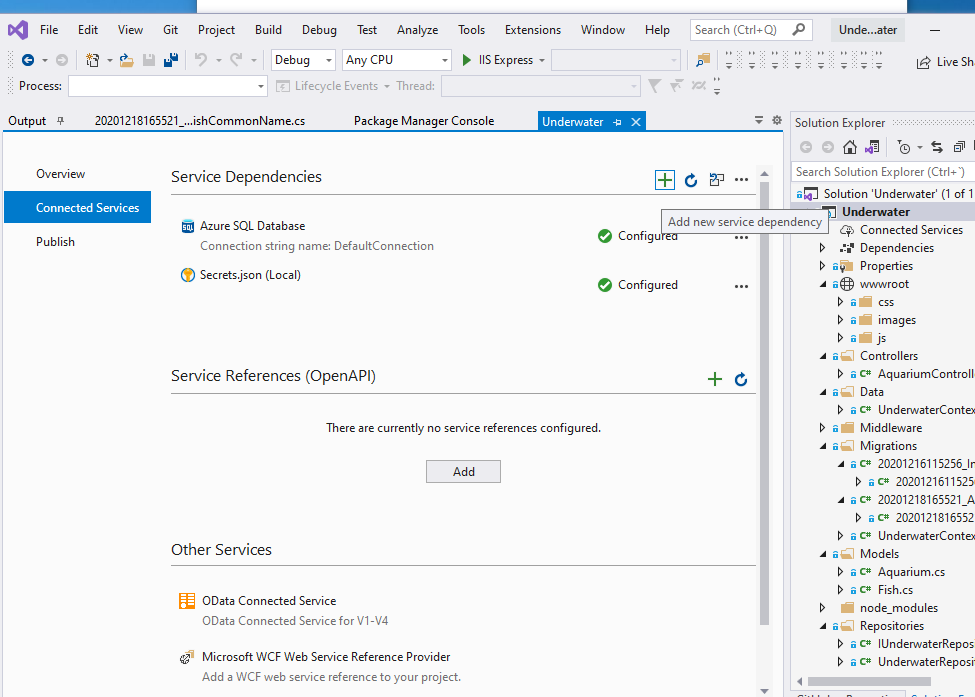 File Edit View Git Project Build Debug Test Analyze Tools Extensions Window Help Search (Ctrl+Q) Unde...ater
Debug Any CPU IIS Express Live Sha
Process: Lifecycle Events Thread:
Output 20201218165521_...ishCommonName.cs Package Manager Console Underwater
Solution Explorer
Search Solution Explorer (Ctrl+`)
Overview
Connected Services
Publish
Service Dependencies
Add new service dependency
Azure SQL Database
Connection string name: DefaultConnection
Configured
Secrets.json (Local)
Configured
Service References (OpenAPI)
There are currently no service references configured.
Add
Other Services
OData Connected Service
OData Connected Service for V1-V4
Microsoft WCF Web Service Reference Provider
Add a WCF web service reference to your project.
Solution 'Underwater' (1 of 1
Underwater
Connected Services
Dependencies
Properties
wwwroot
css
images
js
Controllers
C# AquariumControll
Data
C# UnderwaterContex
Middleware
Migrations
C# 20201216115256_In
C# 2020121611525
C# 20201218165521_A
C# 2020121816552
C# UnderwaterContex
Models
C# Aquarium.cs
C# Fish.cs
node_modules
Repositories
C# IUnderwaterRepos
C# UnderwaterReposi